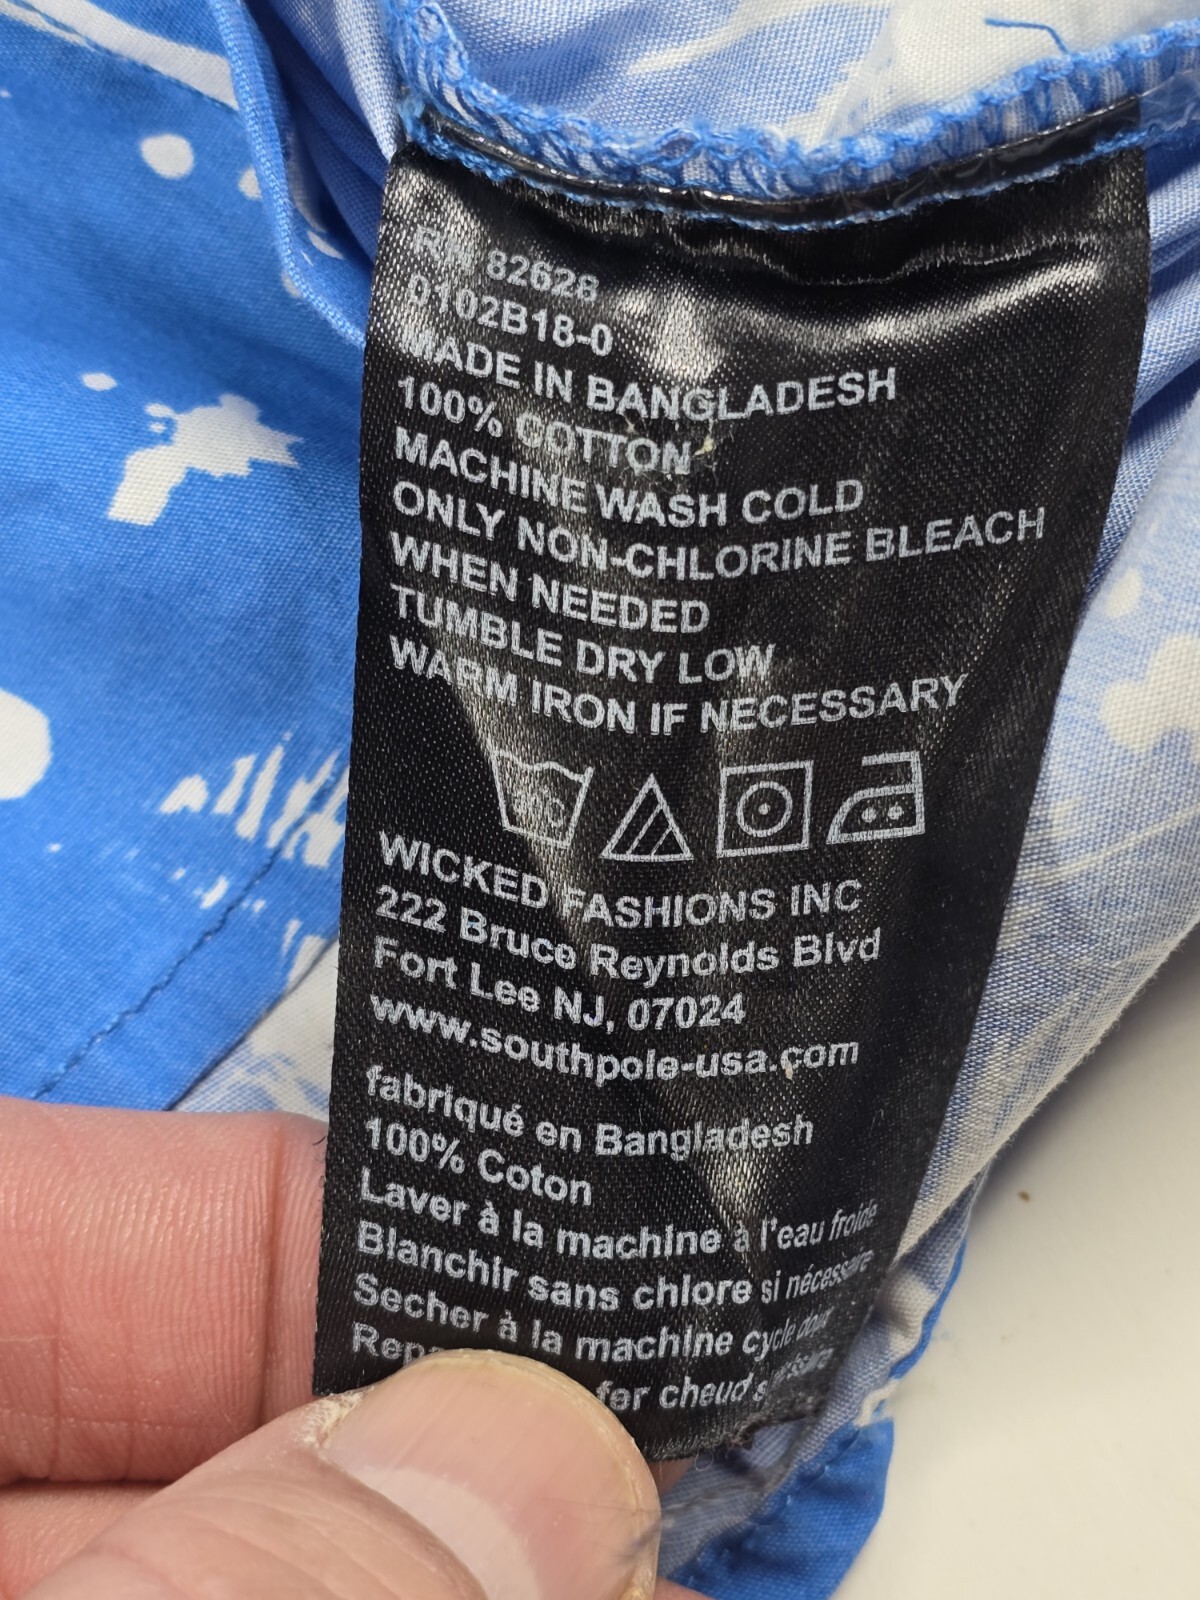 RN 82628
0102B18-0
MADE IN BANGLADESH
100% COTTON
MACHINE WASH COLD
ONLY NON-CHLORINE BLEACH
WHEN NEEDED
TUMBLE DRY LOW
WARM IRON IF NECESSARY
WICKED FASHIONS INC
222 Bruce Reynolds Blvd
Fort Lee NJ, 07024
www.southpole-usa.com
fabriqué en Bangladesh
100% Coton
Laver à la machine à l'eau froide
Blanchir sans chlore si nécessaire
Secher à la machine cycle doux
fer cheud